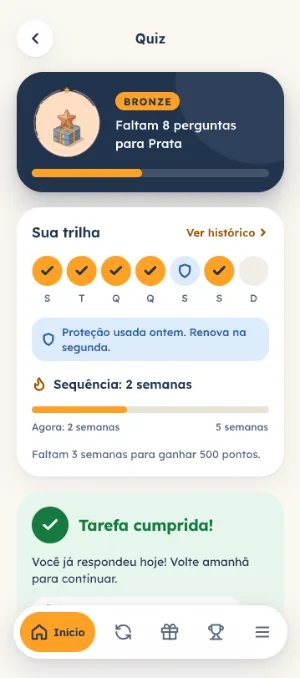 Quiz
BRONZE
Faltam 8 perguntas
para Prata
Sua trilha
Ver histórico
S T Q Q S S D
Proteção usada ontem. Renova na
segunda.
Sequência: 2 semanas
Agora: 2 semanas 5 semanas
Faltam 3 semanas para ganhar 500 pontos.
Tarefa cumprida!
Você já respondeu hoje! Volte amanhã
para continuar.
Início